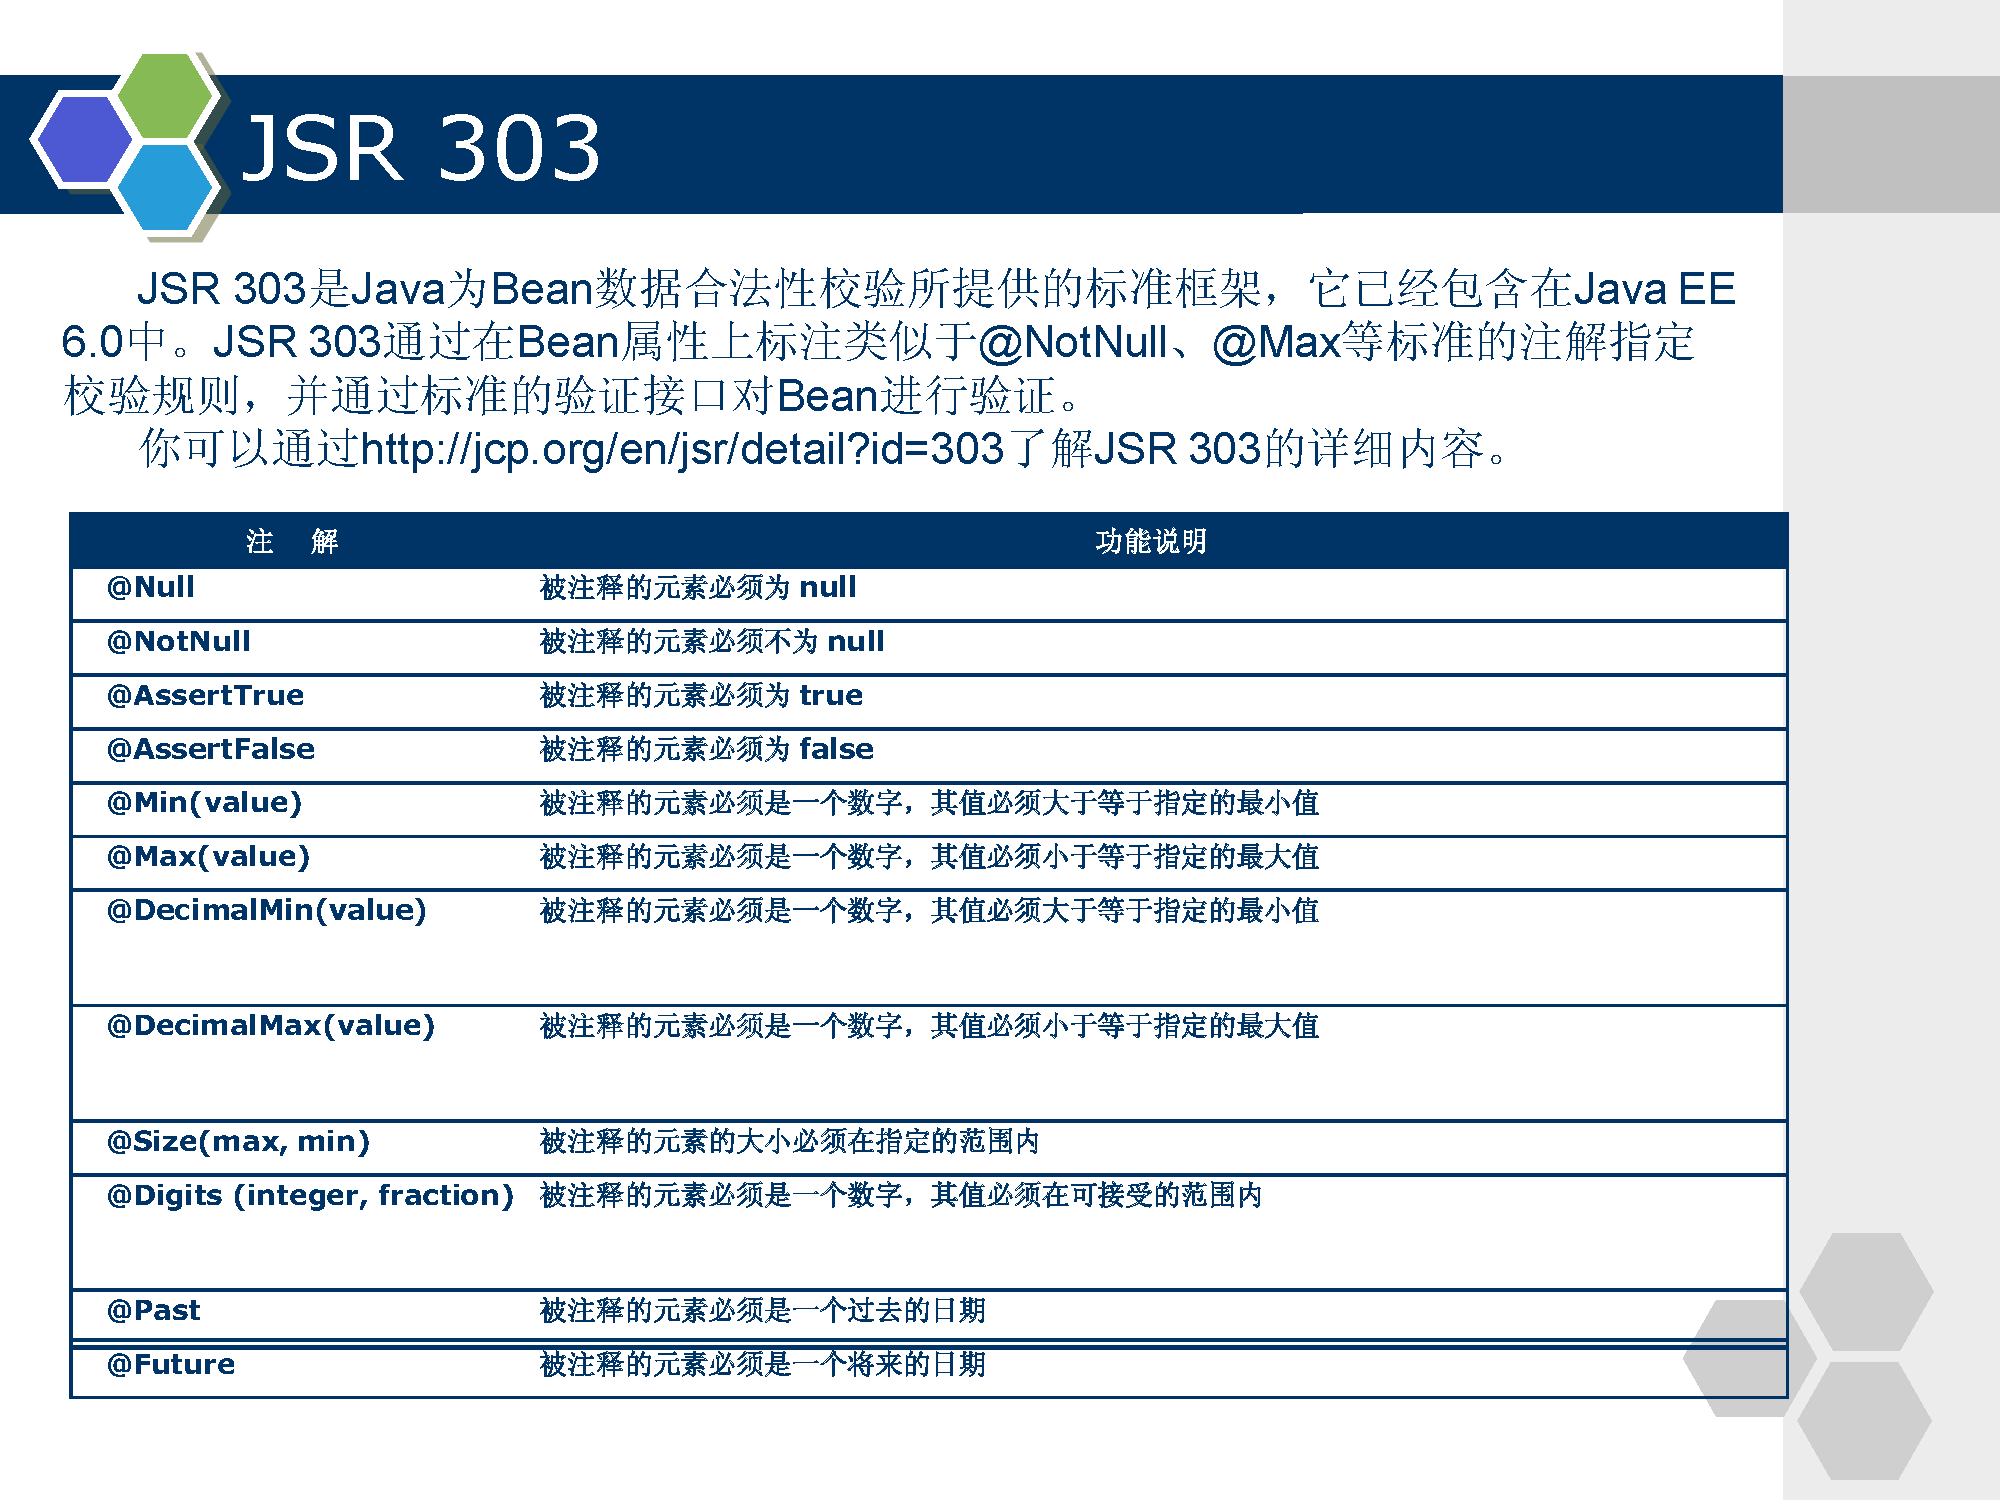 JSR 303
JSR 303是Java为Bean数据合法性校验所提供的标准框架，它已经包含在Java EE
6.0中。JSR 303通过在Bean属性上标注类似于@NotNull、@Max等标准的注解指定
校验规则，并通过标准的验证接口对Bean进行验证。
你可以通过http://jcp.org/en/jsr/detail?id=303了解JSR 303的详细内容。
注 解 功能说明
@Null 被注释的元素必须为 null
@NotNull 被注释的元素必须不为 null
@AssertTrue 被注释的元素必须为 true
@AssertFalse 被注释的元素必须为 false
@Min(value) 被注释的元素必须是一个数字，其值必须大于等于指定的最小值
@Max(value) 被注释的元素必须是一个数字，其值必须小于等于指定的最大值
@DecimalMin(value) 被注释的元素必须是一个数字，其值必须大于等于指定的最小值
@DecimalMax(value) 被注释的元素必须是一个数字，其值必须小于等于指定的最大值
@Size(max, min) 被注释的元素的大小必须在指定的范围内
@Digits (integer, fraction) 被注释的元素必须是一个数字，其值必须在可接受的范围内
@Past 被注释的元素必须是一个过去的日期
@Future 被注释的元素必须是一个将来的日期